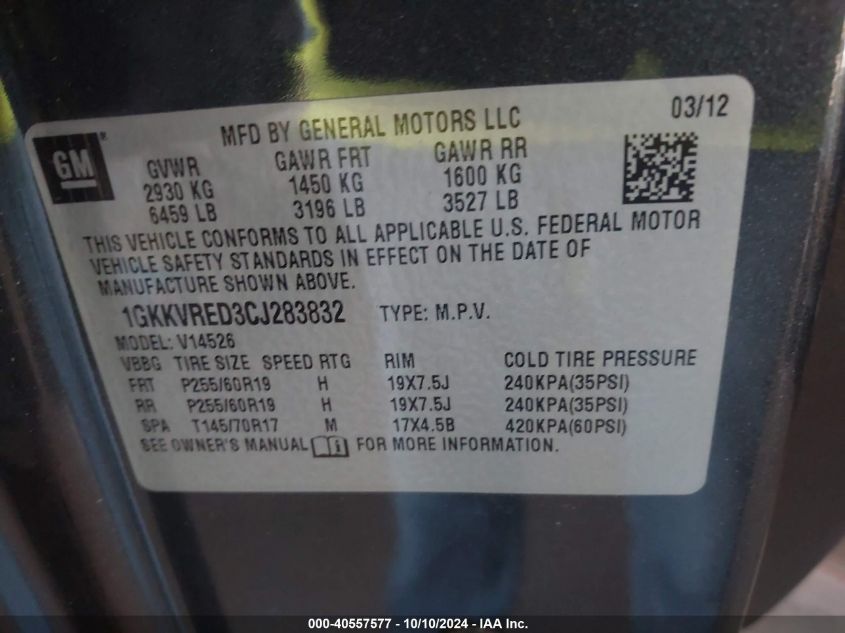 03/12
MFD BY GENERAL MOTORS LLC
GM ®
GVWR GAWR FRT GAWR RR
2930 KG 1450 KG 1600 KG
6459 LB 3196 LB 3527 LB
THIS VEHICLE CONFORMS TO ALL APPLICABLE U.S. FEDERAL MOTOR
VEHICLE SAFETY STANDARDS IN EFFECT ON THE DATE OF
MANUFACTURE SHOWN ABOVE.
1GKKVRED3CJ283832 TYPE: M.P.V.
MODEL: V14526
VBBG TIRE SIZE SPEED RTG RIM COLD TIRE PRESSURE
FRT P255/60R19 H 19X7.5J 240KPA(35PSI)
RR P255/60R19 H 19X7.5J 240KPA(35PSI)
SPA T145/70R17 M 17X4.5B 420KPA(60PSI)
SEE OWNER'S MANUAL FOR MORE INFORMATION.
000-40557577 - 10/10/2024 - IAA Inc.